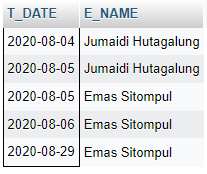 T_DATE E_NAME
2020-08-04 Jumaidi Hutagalung
2020-08-05 Jumaidi Hutagalung
2020-08-05 Emas Sitompul
2020-08-06 Emas Sitompul
2020-08-29 Emas Sitompul